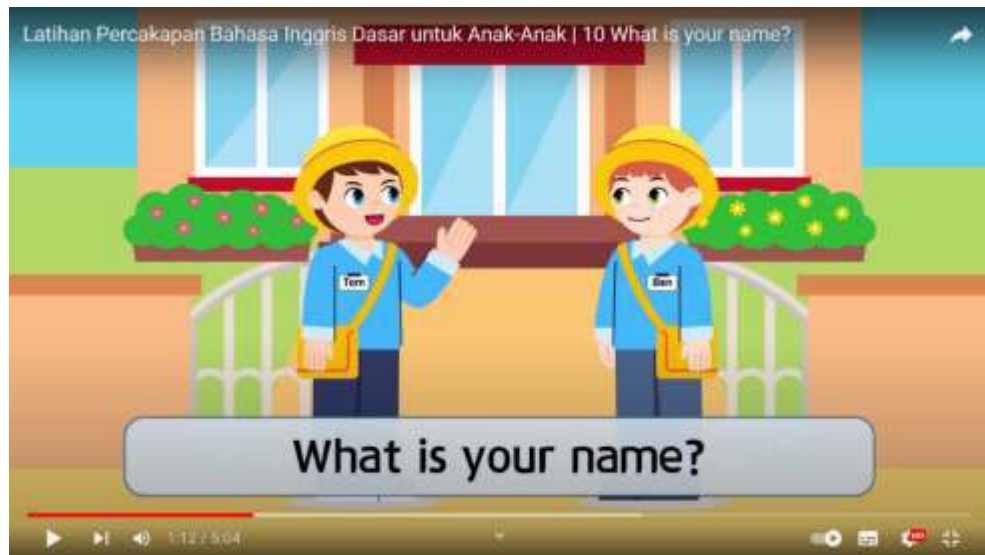 Latihan Percakapan Bahasa Inggris Dasar untuk Anak-Anak | 10 What is your name?
Tom
Ben
What is your name?
1:12 / 5:04
HD